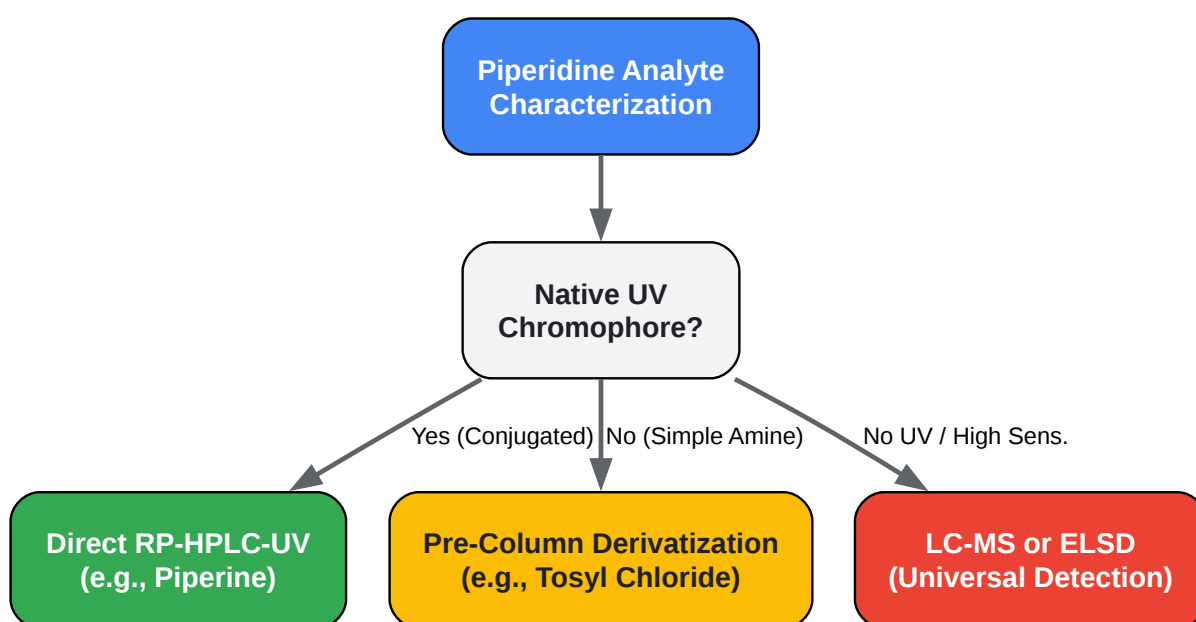 Piperidine Analyte
Characterization
Native UV
Chromophore?
Yes (Conjugated)
No (Simple Amine)
No UV / High Sens.
Direct RP-HPLC-UV
(e.g., Piperine)
Pre-Column Derivatization
(e.g., Tosyl Chloride)
LC-MS or ELSD
(Universal Detection)